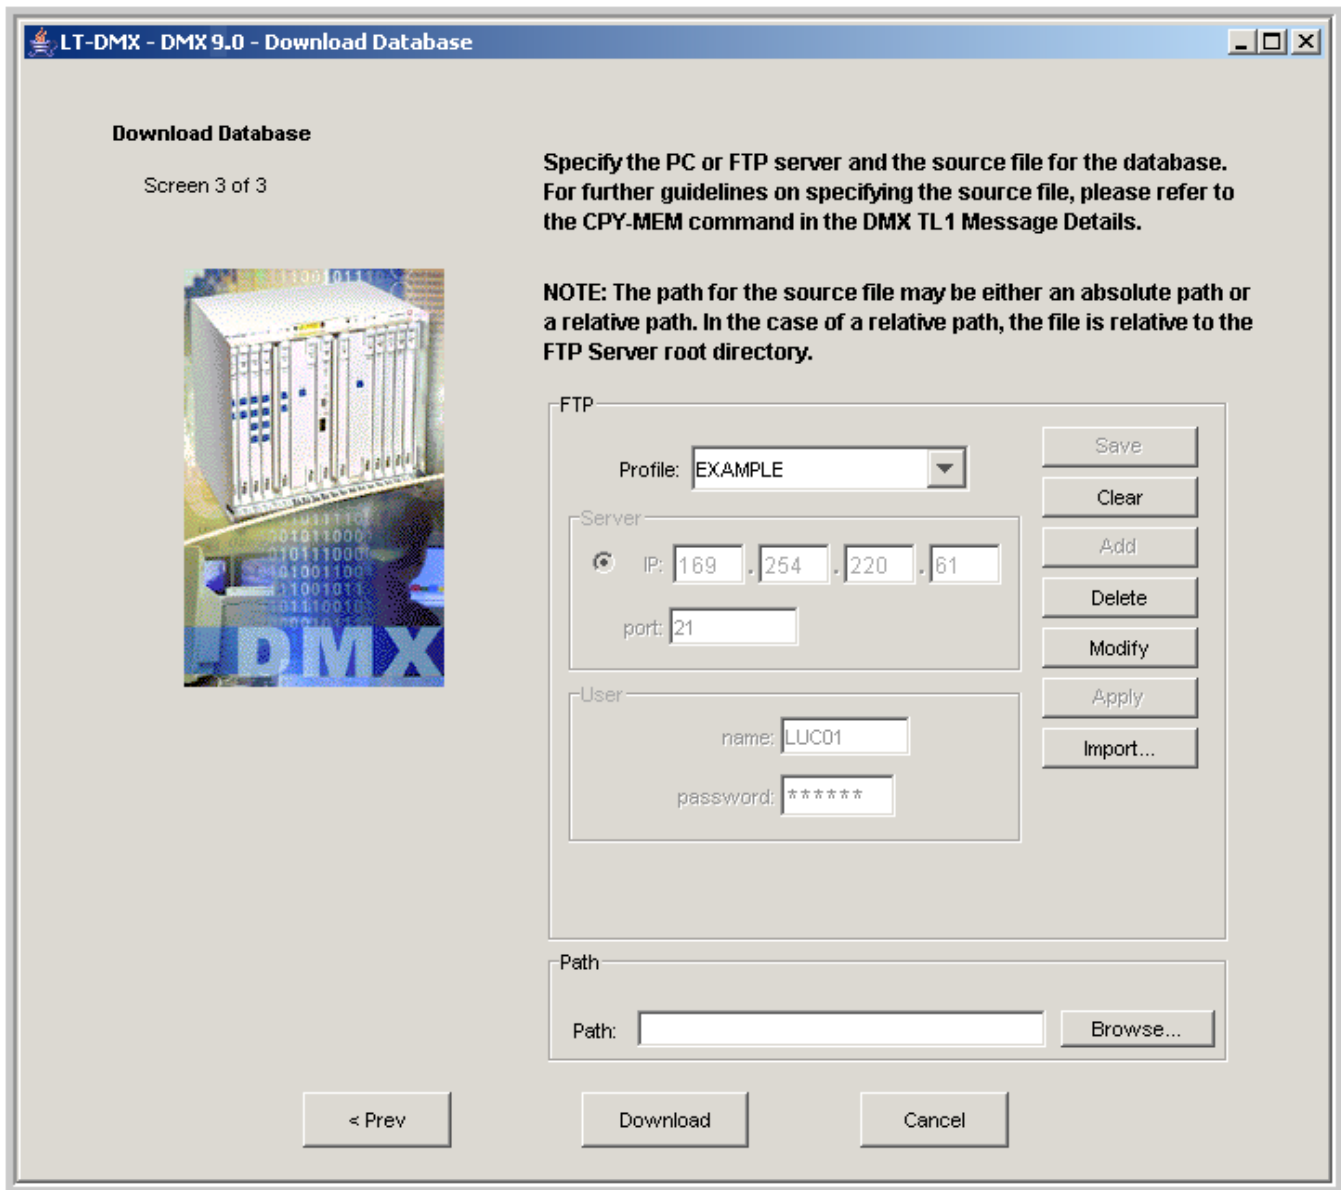 LT-DMX - DMX 9.0 - Download Database
Download Database
Screen 3 of 3
Specify the PC or FTP server and the source file for the database.
For further guidelines on specifying the source file, please refer to
the CPY-MEM command in the DMX TL1 Message Details.
NOTE: The path for the source file may be either an absolute path or
a relative path. In the case of a relative path, the file is relative to the
FTP Server root directory.
FTP
Profile: EXAMPLE
Save
Clear
Server
IP: 169 . 254 . 220 . 61
Add
port: 21
Delete
Modify
User
Apply
name: LUC01
Import...
password: ******
DMX
Path
Path:
Browse...
< Prev
Download
Cancel